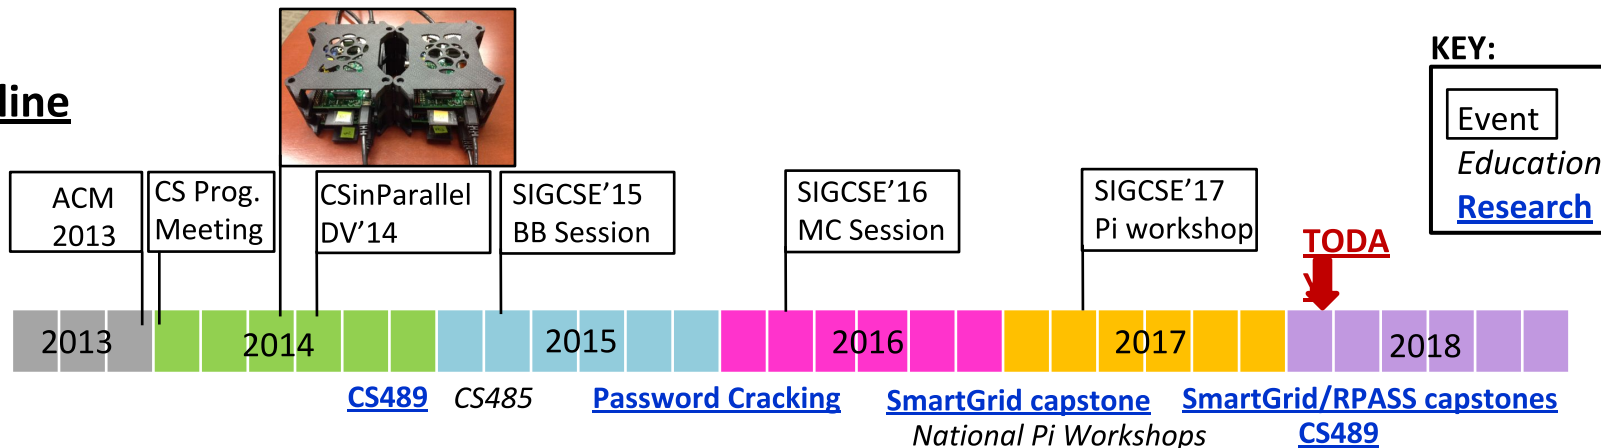 line
KEY:
Event
Education
Research
ACM
2013
CS Prog.
Meeting
CSinParallel
DV'14
SIGCSE'15
BB Session
SIGCSE'16
MC Session
SIGCSE'17
Pi workshop
TODA
Y
2013
2014
2015
2016
2017
2018
CS489
CS485
Password Cracking
SmartGrid capstone
National Pi Workshops
SmartGrid/RPASS capstones
CS489